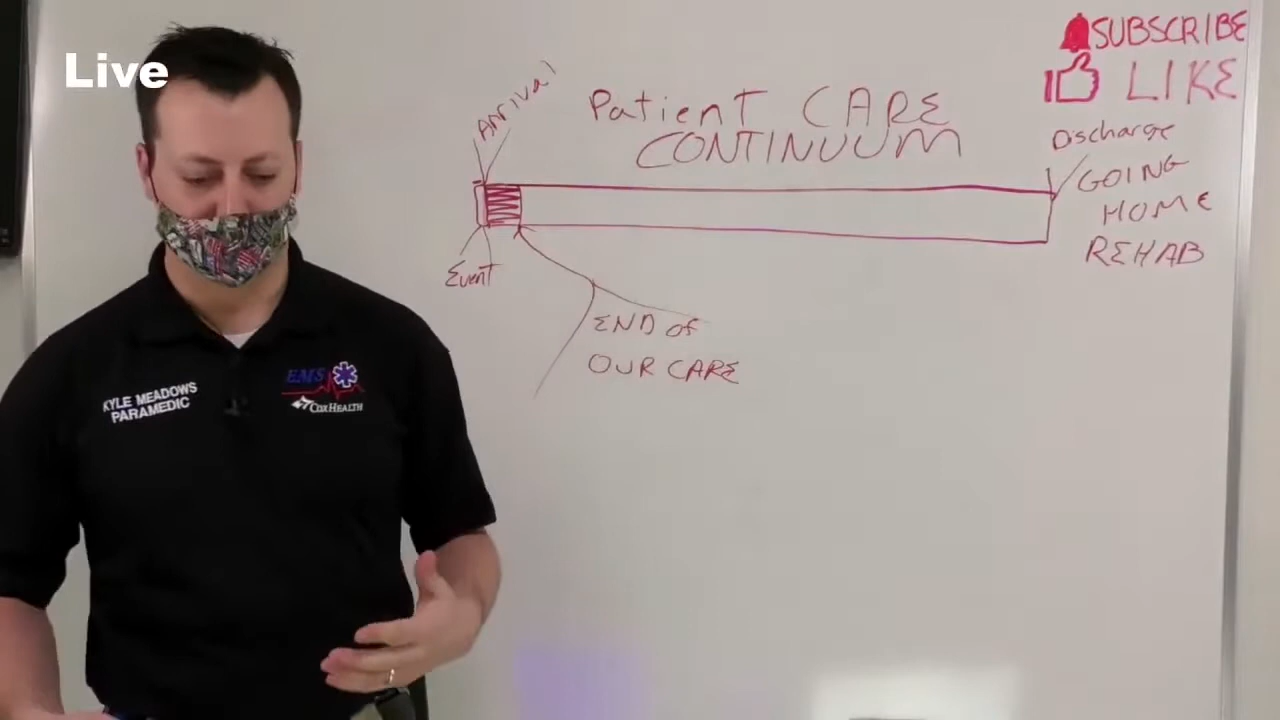 Live
SUBSCRIBE
LIKE
Arrival
Patient CARE
CONTINUUM
Discharge
GOING
HOME
REHAB
Event
END of
OUR CARE
KYLE MEADOWS
PARAMEDIC
EMS
COXHEALTH